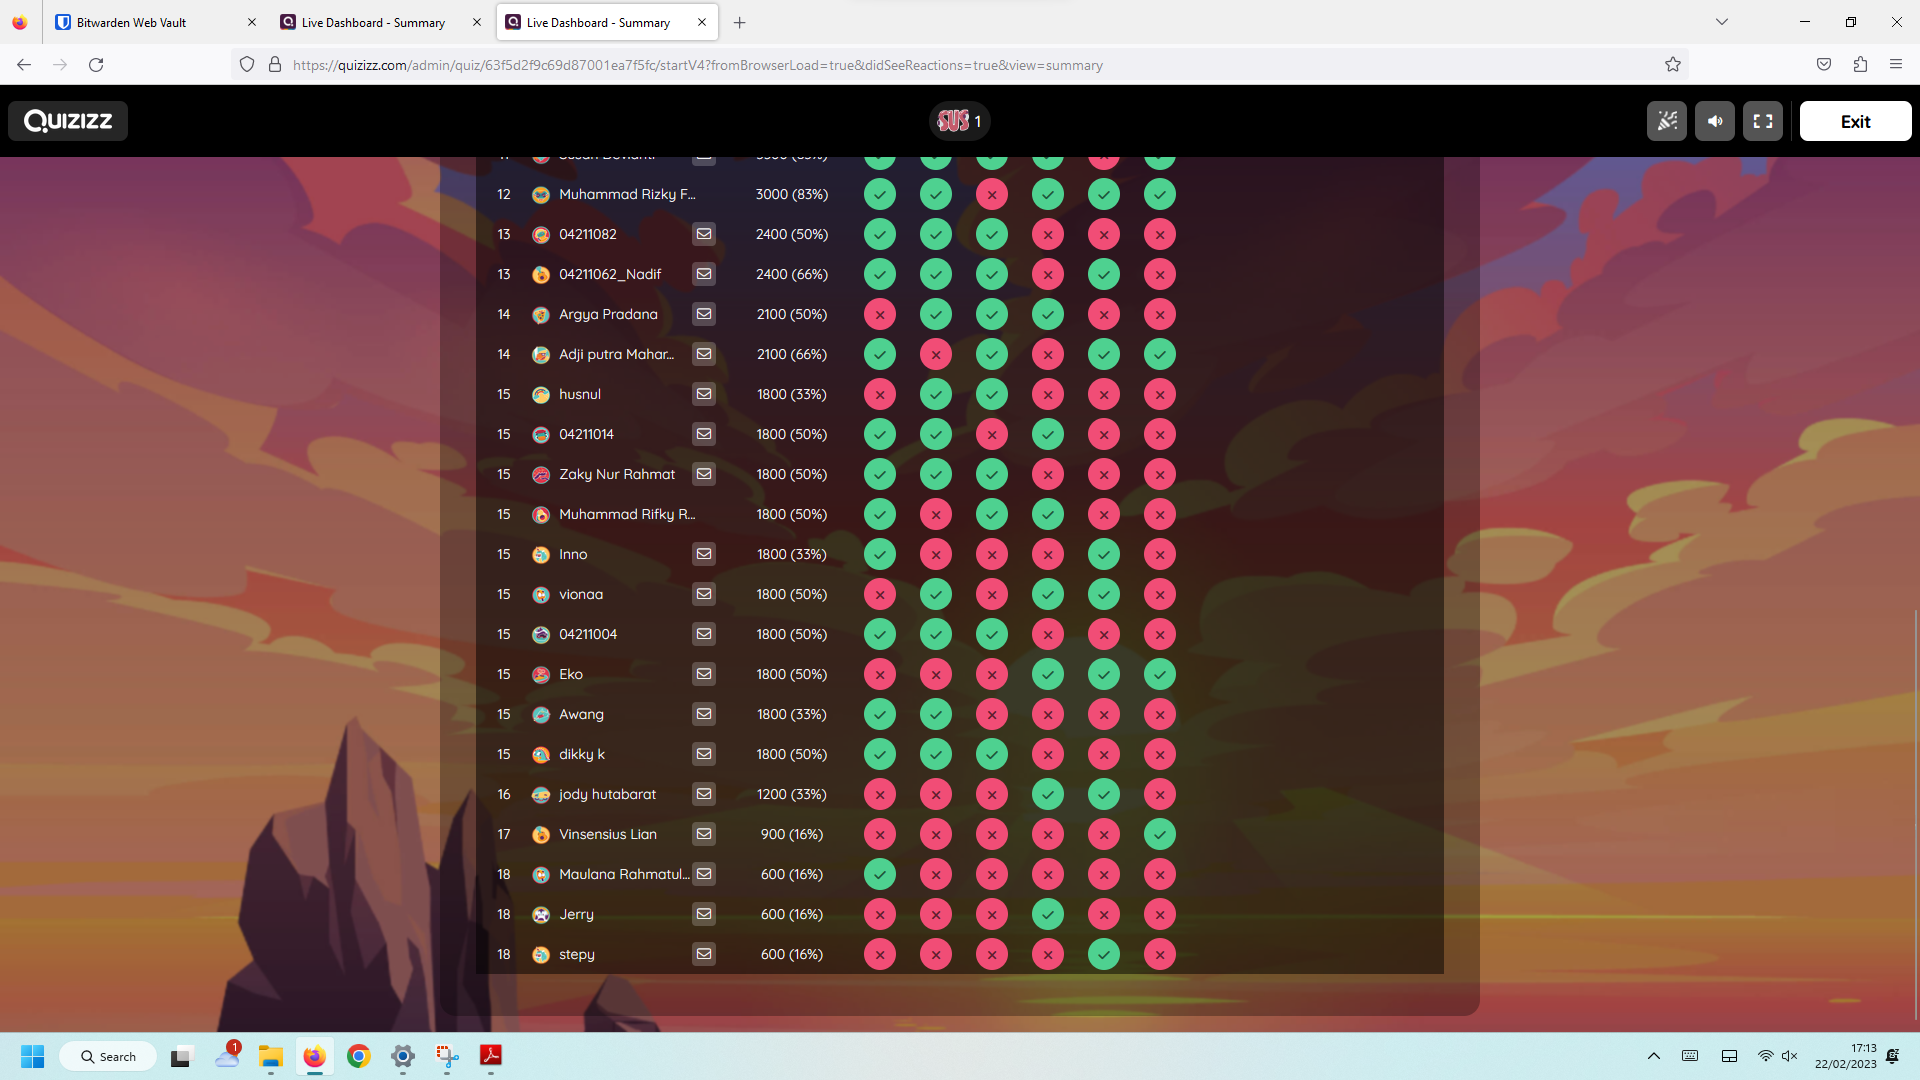 Bitwarden Web Vault
Live Dashboard - Summary
Live Dashboard - Summary
https://quizizz.com/admin/quiz/63f5d2f9c69d87001ea7f5fc/startV4?fromBrowserLoad=true&didSeeReactions=true&view=summary
Quizizz
SUS 1
Exit
12 Muhammad Rizky F... 3000 (83%)
13 04211082 2400 (50%)
13 04211062_Nadif 2400 (66%)
14 Argya Pradana 2100 (50%)
14 Adji putra Mahar... 2100 (66%)
15 husnul 1800 (33%)
15 04211014 1800 (50%)
15 Zaky Nur Rahmat 1800 (50%)
15 Muhammad Rifky R... 1800 (50%)
15 Inno 1800 (33%)
15 vionaa 1800 (50%)
15 04211004 1800 (50%)
15 Eko 1800 (50%)
15 Awang 1800 (33%)
15 dikky k 1800 (50%)
16 jody hutabarat 1200 (33%)
17 Vinsensius Lian 900 (16%)
18 Maulana Rahmatul... 600 (16%)
18 Jerry 600 (16%)
18 stepy 600 (16%)
Search
1
17:13
22/02/2023